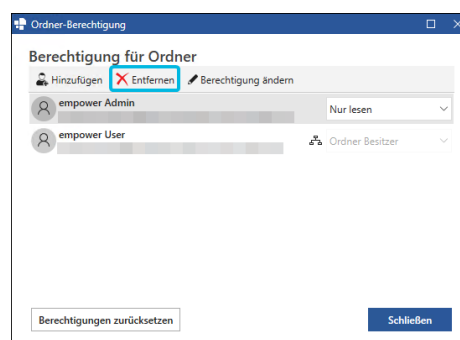 Ordner-Berechtigung
Berechtigung für Ordner
Hinzufügen Entfernen Berechtigung ändern
empower Admin
Nur lesen
empower User
Ordner Besitzer
Berechtigungen zurücksetzen Schließen